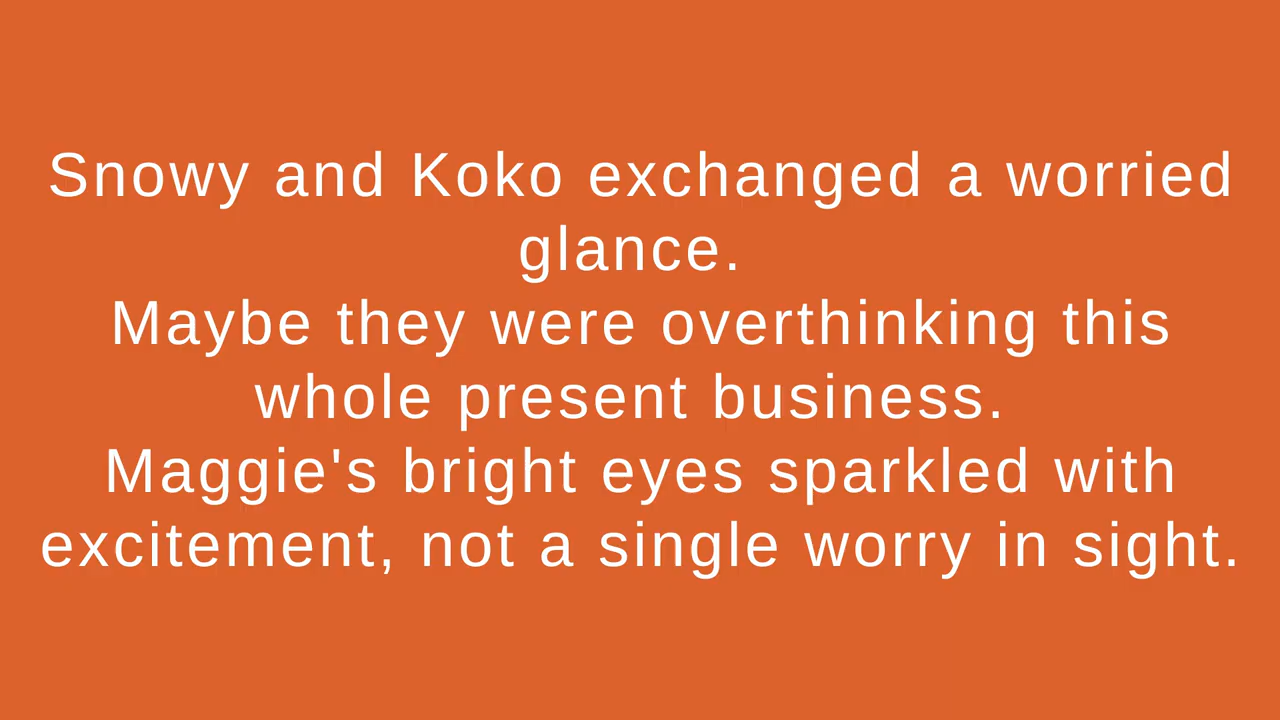 Snowy and Koko exchanged a worried
glance.
Maybe they were overthinking this
whole present business.
Maggie's bright eyes sparkled with
excitement, not a single worry in sight.